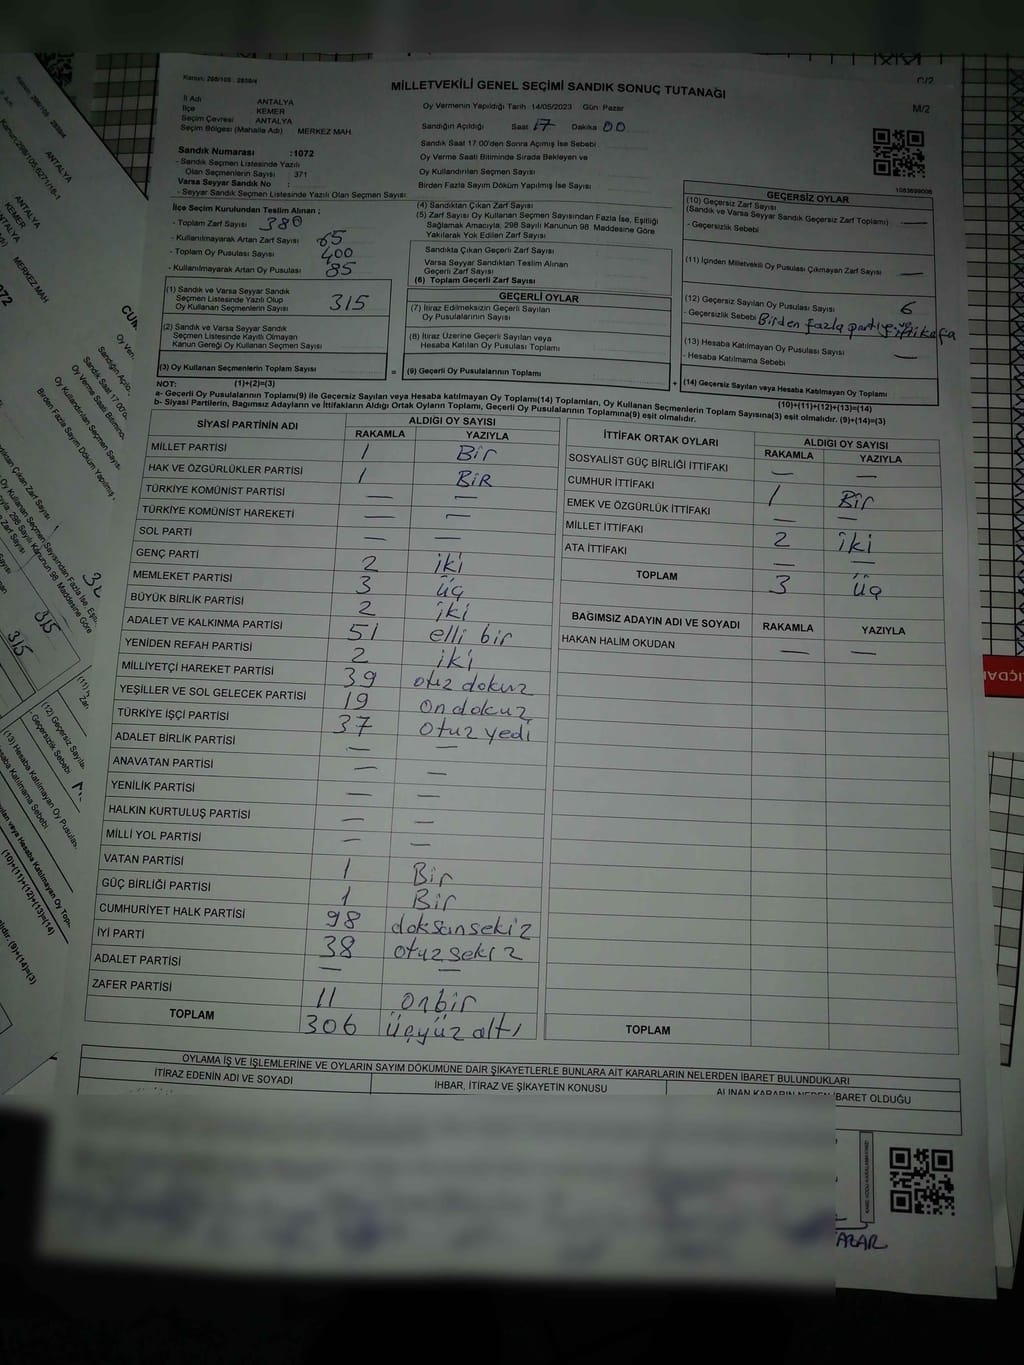 Kanun: 298/105 : 2839/4
MİLLETVEKİLİ GENEL SEÇİMİ SANDIK SONUÇ TUTANAĞI
M/2
İl Adı ANTALYA
İlçe KEMER
Seçim Çevresi ANTALYA
Seçim Bölgesi (Mahalle Adı) MERKEZ MAH.
Oy Vermenin Yapıldığı Tarih 14/05/2023 Gün Pazar
Sandığın Açıldığı Saat 17 Dakika 00
Sandık Saat 17.00'den Sonra Açımış İse Sebebi
Oy Verme Saati Bitiminde Sırada Bekleyen ve
Oy Kullandırılan Seçmen Sayısı
Birden Fazla Sayım Döküm Yapılmış İse Sayısı
Sandık Numarası :1072
- Sandık Seçmen Listesinde Yazılı
Olan Seçmenlerin Sayısı 371
Varsa Seyyar Sandık No :
- Seyyar Sandık Seçmen Listesinde Yazılı Olan Seçmen Sayısı
1083699006
İlçe Seçim Kurulundan Teslim Alınan ;
- Toplam Zarf Sayısı 380
- Kullanılmayarak Artan Zarf Sayısı 65
- Toplam Oy Pusulası Sayısı 400
- Kullanılmayarak Artan Oy Pusulası 85
(1) Sandık ve Varsa Seyyar Sandık
Seçmen Listesinde Yazılı Olup
Oy Kullanan Seçmenlerin Sayısı 315
(2) Sandık ve Varsa Seyyar Sandık
Seçmen Listesinde Kayıtlı Olmayan
Kanun Gereği Oy Kullanan Seçmen Sayısı
(3) Oy Kullanan Seçmenlerin Toplam Sayısı
(4) Sandıktan Çıkan Zarf Sayısı
(5) Zarf Sayısı Oy Kullanan Seçmen Sayısından Fazla İse, Eşitliği
Sağlamak Amacıyla; 298 Sayılı Kanunun 98. Maddesine Göre
Yakılarak Yok Edilen Zarf Sayısı
Sandıkta Çıkan Geçerli Zarf Sayısı
Varsa Seyyar Sandıktan Teslim Alınan
Geçerli Zarf Sayısı
(6) Toplam Geçerli Zarf Sayısı
GEÇERLİ OYLAR
(7) İtiraz Edilmeksizin Geçerli Sayılan
Oy Pusulalarının Sayısı
(8) İtiraz Üzerine Geçerli Sayılan veya
Hesaba Katılan Oy Pusulası Toplamı
= (9) Geçerli Oy Pusulalarının Toplamı
GEÇERSİZ OYLAR
(10) Geçersiz Zarf Sayısı
(Sandık ve Varsa Seyyar Sandık Geçersiz Zarf Toplamı) —
- Geçersizlik Sebebi
(11) İçinden Milletvekili Oy Pusulası Çıkmayan Zarf Sayısı —
(12) Geçersiz Sayılan Oy Pusulası Sayısı 6
- Geçersizlik Sebebi Birden fazla partiye
(13) Hesaba Katılmayan Oy Pusulası Sayısı —
- Hesaba Katılmama Sebebi
+ (14) Geçersiz Sayılan veya Hesaba Katılmayan Oy Toplamı
NOT: (1)+(2)=(3)
(10)+(11)+(12)+(13)=(14)
a- Geçerli Oy Pusulalarının Toplamı(9) ile Geçersiz Sayılan veya Hesaba katılmayan Oy Toplamı(14) Toplamları, Oy Kullanan Seçmenlerin Toplam Sayısına(3) eşit olmalıdır. (9)+(14)=(3)
b- Siyasi Partilerin, Bağımsız Adayların ve İttifakların Aldığı Ortak Oyların Toplamı, Geçerli Oy Pusulalarının Toplamına(9) eşit olmalıdır.
SİYASİ PARTİNİN ADI ALDIĞI OY SAYISI
RAKAMLA YAZIYLA
MİLLET PARTİSİ 1 Bir
HAK VE ÖZGÜRLÜKLER PARTİSİ 1 BİR
TÜRKİYE KOMÜNİST PARTİSİ — —
TÜRKİYE KOMÜNİST HAREKETİ — —
SOL PARTİ — —
GENÇ PARTİ 2 iki
MEMLEKET PARTİSİ 3 üç
BÜYÜK BİRLİK PARTİSİ 2 iki
ADALET VE KALKINMA PARTİSİ 51 elli bir
YENİDEN REFAH PARTİSİ 2 iki
MİLLİYETÇİ HAREKET PARTİSİ 39 otuz dokuz
YEŞİLLER VE SOL GELECEK PARTİSİ 19 on dokuz
TÜRKİYE İŞÇİ PARTİSİ 37 otuz yedi
ADALET BİRLİK PARTİSİ — —
ANAVATAN PARTİSİ — —
YENİLİK PARTİSİ — —
HALKIN KURTULUŞ PARTİSİ — —
MİLLİ YOL PARTİSİ — —
VATAN PARTİSİ 1 Bir
GÜÇ BİRLİĞİ PARTİSİ 1 Bir
CUMHURİYET HALK PARTİSİ 98 doksansekiz
İYİ PARTİ 38 otuzsekiz
ADALET PARTİSİ — —
ZAFER PARTİSİ 11 onbir
TOPLAM 306 üçyüz altı
İTTİFAK ORTAK OYLARI ALDIĞI OY SAYISI
RAKAMLA YAZIYLA
SOSYALİST GÜÇ BİRLİĞİ İTTİFAKI — —
CUMHUR İTTİFAKI 1 Bir
EMEK VE ÖZGÜRLÜK İTTİFAKI — —
MİLLET İTTİFAKI 2 iki
ATA İTTİFAKI — —
TOPLAM 3 üç
BAĞIMSIZ ADAYIN ADI VE SOYADI RAKAMLA YAZIYLA
HAKAN HALİM OKUDAN — —
TOPLAM
OYLAMA İŞ VE İŞLEMLERİNE VE OYLARIN SAYIM DÖKÜMÜNE DAİR ŞİKAYETLERLE BUNLARA AİT KARARLARIN NELERDEN İBARET BULUNDUKLARI
İTİRAZ EDENİN ADI VE SOYADI İHBAR, İTİRAZ VE ŞİKAYETİN KONUSU ALINAN KARARIN NEDEN İBARET OLDUĞU